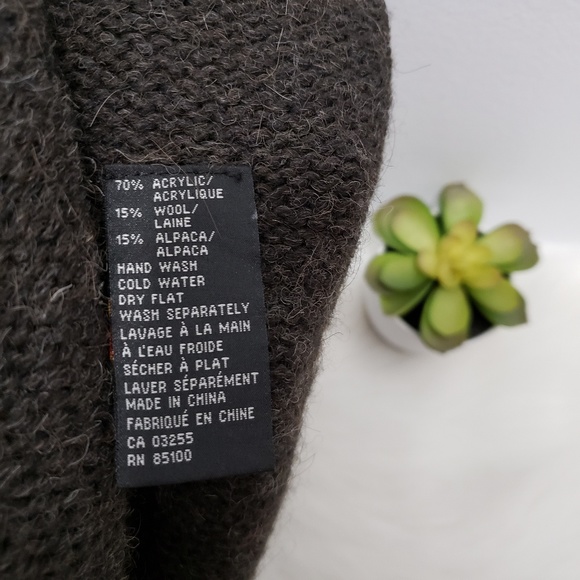 70% ACRYLIC/
ACRYLIQUE
15% WOOL/
LAINE
15% ALPACA/
ALPACA
HAND WASH
COLD WATER
DRY FLAT
WASH SEPARATELY
LAVAGE À LA MAIN
À L'EAU FROIDE
SÉCHER À PLAT
LAVER SÉPARÉMENT
MADE IN CHINA
FABRIQUÉ EN CHINE
CA 03255
RN 85100